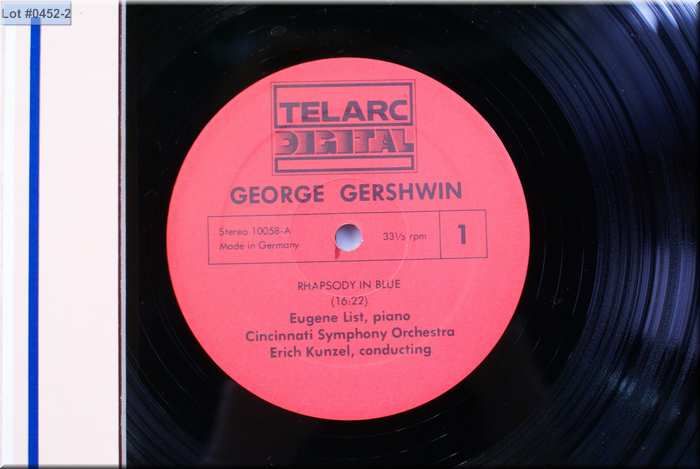 Lot #0452-2
TELARC
DIGITAL
GEORGE GERSHWIN
Stereo 10058-A
Made in Germany
33⅓ rpm
1
RHAPSODY IN BLUE
(16:22)
Eugene List, piano
Cincinnati Symphony Orchestra
Erich Kunzel, conducting